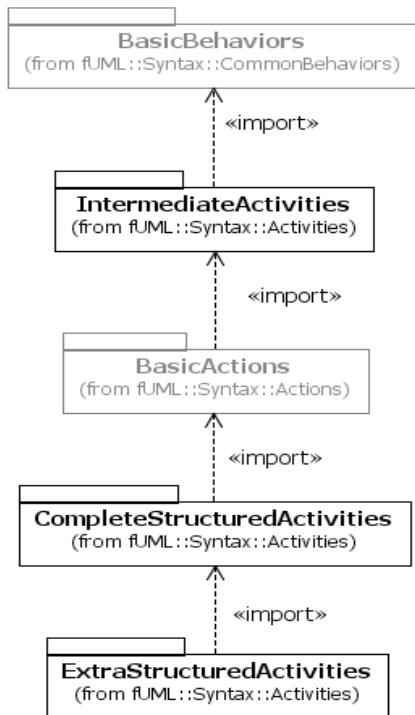 BasicBehaviors
(from fUML::Syntax::CommonBehaviors)
«import»
IntermediateActivities
(from fUML::Syntax::Activities)
«import»
BasicActions
(from fUML::Syntax::Actions)
«import»
CompleteStructuredActivities
(from fUML::Syntax::Activities)
«import»
ExtraStructuredActivities
(from fUML::Syntax::Activities)